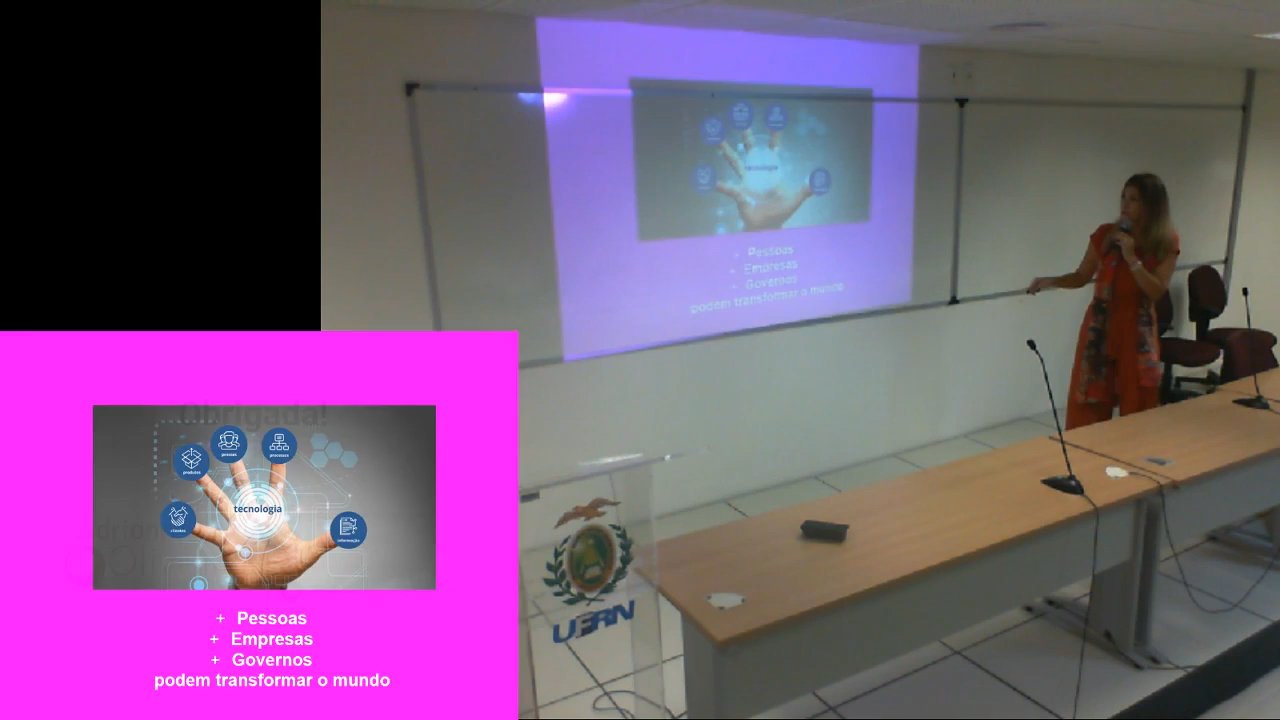 tecnologia
Pessoas
Empresas
Governos
podem transformar o mundo
Obrigada!
pessoas
processos
produtos
tecnologia
clientes
informação
+ Pessoas
+ Empresas
+ Governos
podem transformar o mundo
UERN